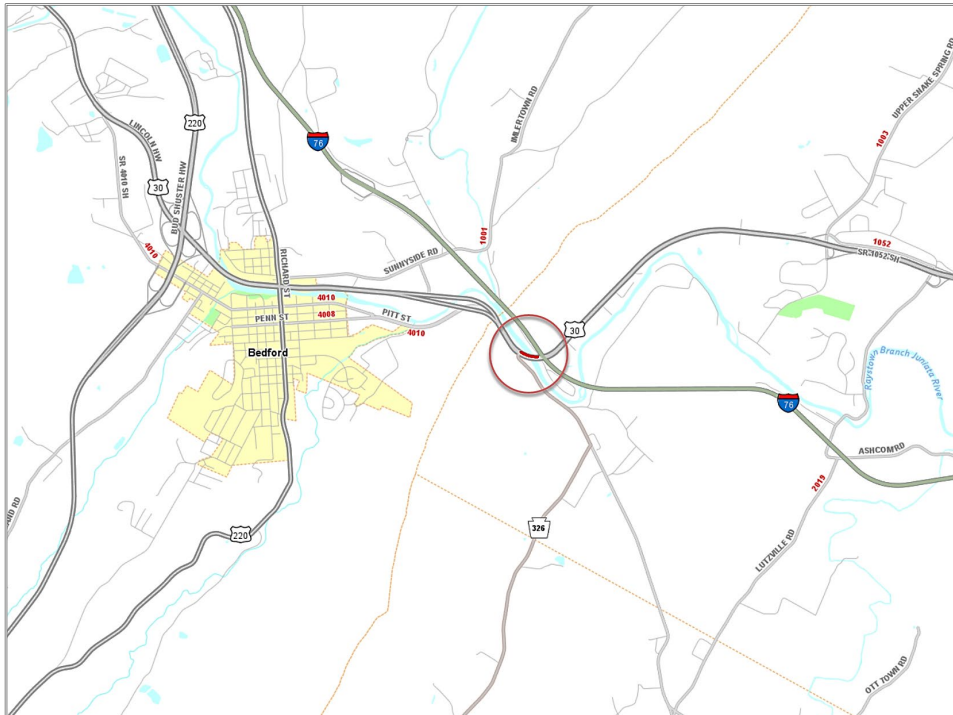 UPPER SNAKE SPRING RD
IMLERTOWN RD
220
LINCOLN HW
76
1003
SR 4010 SH
30
BUD SHUSTER HW
1001
1052
SR 1052 SH
4010
SUNNYSIDE RD
RICHARD ST
4010
PENN ST
4008
PITT ST
4010
30
Bedford
Raystown Branch Juniata River
76
ASHCOM RD
2019
326
220
LUTZVILLE RD
OTT TOWN RD